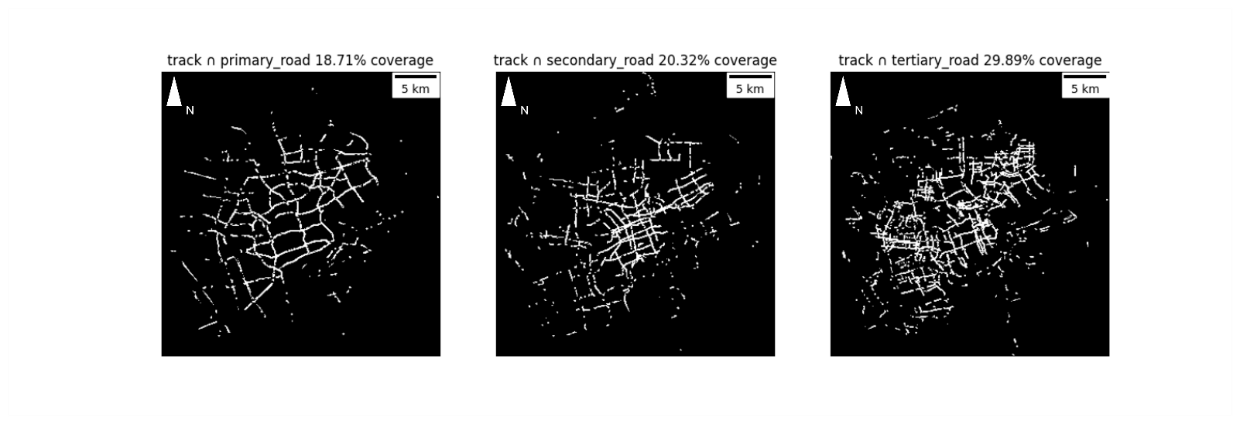 track ∩ primary_road 18.71% coverage
5 km
N
track ∩ secondary_road 20.32% coverage
5 km
N
track ∩ tertiary_road 29.89% coverage
5 km
N